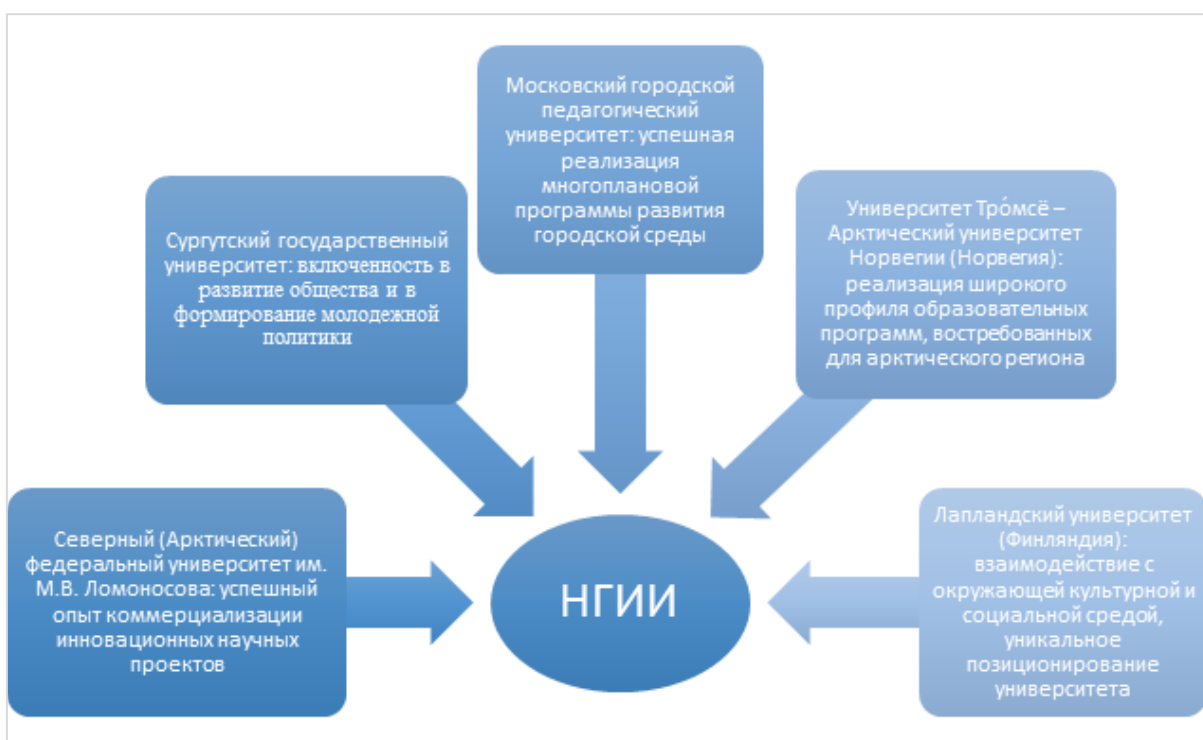 Московский городской
педагогический
университет: успешная
реализация
многоплановой
программы развития
городской среды
Сургутский государственный
университет: включенность в
развитие общества и в
формирование молодежной
политики
Университет Трóмсё –
Арктический университет
Норвегии (Норвегия):
реализация широкого
профиля образовательных
программ, востребованных
для арктического региона
Северный (Арктический)
федеральный университет им.
М.В. Ломоносова: успешный
опыт коммерциализации
инновационных научных
проектов
НГИИ
Лапландский университет
(Финляндия):
взаимодействие с
окружающей культурной и
социальной средой,
уникальное
позиционирование
университета